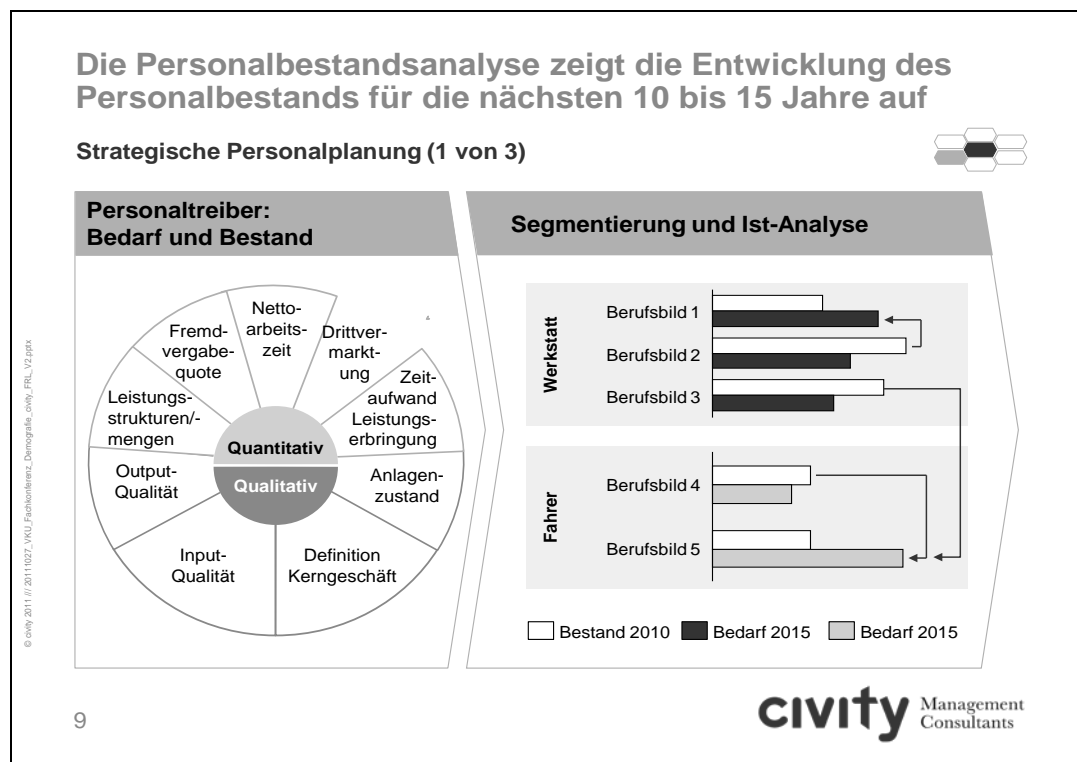 Die Personalbestandsanalyse zeigt die Entwicklung des
Personalbestands für die nächsten 10 bis 15 Jahre auf
Strategische Personalplanung (1 von 3)
Personaltreiber:
Bedarf und Bestand
Netto-
arbeits-
zeit
Drittver-
markt-
ung
Fremd-
vergabe-
quote
Zeit-
aufwand
Leistungs-
erbringung
Leistungs-
strukturen/-
mengen
Quantitativ
Qualitativ
Output-
Qualität
Anlagen-
zustand
Input-
Qualität
Definition
Kerngeschäft
Segmentierung und Ist-Analyse
Werkstatt
Berufsbild 1
Berufsbild 2
Berufsbild 3
Fahrer
Berufsbild 4
Berufsbild 5
Bestand 2010
Bedarf 2015
Bedarf 2015
© civity 2011 /// 20111027_VKU_Fachkonferenz_Demografie_civity_FRL_V2.pptx
9
civity Management
Consultants